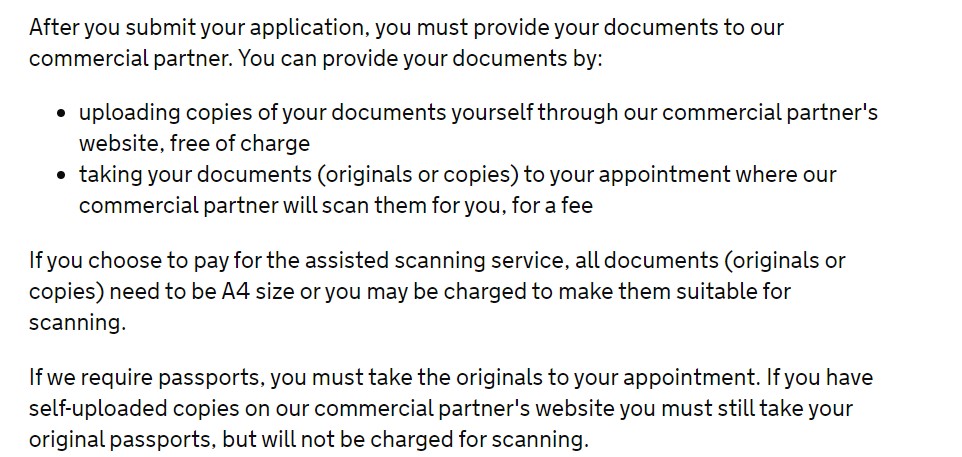 After you submit your application, you must provide your documents to our
commercial partner. You can provide your documents by:
• uploading copies of your documents yourself through our commercial partner's
website, free of charge
• taking your documents (originals or copies) to your appointment where our
commercial partner will scan them for you, for a fee
If you choose to pay for the assisted scanning service, all documents (originals or
copies) need to be A4 size or you may be charged to make them suitable for
scanning.
If we require passports, you must take the originals to your appointment. If you have
self-uploaded copies on our commercial partner's website you must still take your
original passports, but will not be charged for scanning.